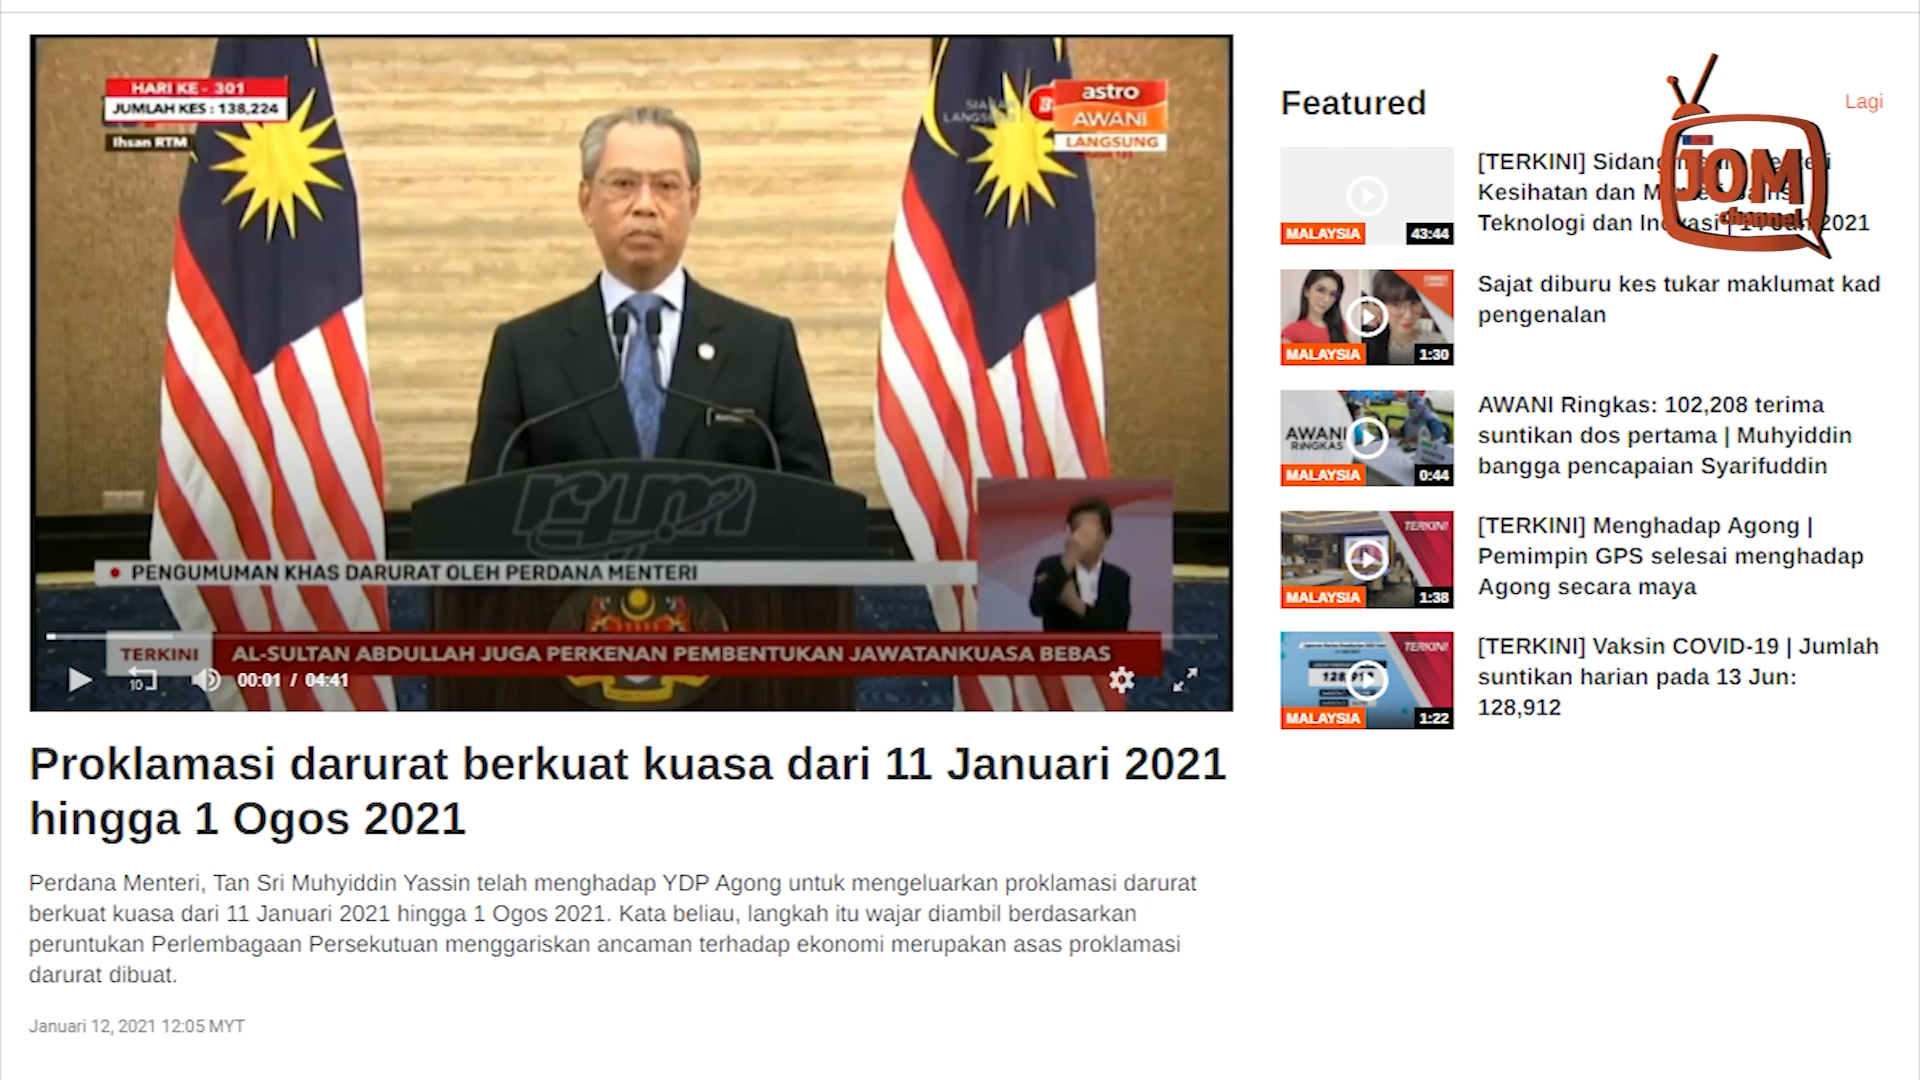 HARI KE - 301
JUMLAH KES : 138,224
Ihsan RTM
astro
AWANI
LANGSUNG
rtm
PENGUMUMAN KHAS DARURAT OLEH PERDANA MENTERI
TERKINI
AL-SULTAN ABDULLAH JUGA PERKENAN PEMBENTUKAN JAWATANKUASA BEBAS
10
00:01 / 04:41
Proklamasi darurat berkuat kuasa dari 11 Januari 2021
hingga 1 Ogos 2021
Perdana Menteri, Tan Sri Muhyiddin Yassin telah menghadap YDP Agong untuk mengeluarkan proklamasi darurat
berkuat kuasa dari 11 Januari 2021 hingga 1 Ogos 2021. Kata beliau, langkah itu wajar diambil berdasarkan
peruntukan Perlembagaan Persekutuan menggariskan ancaman terhadap ekonomi merupakan asas proklamasi
darurat dibuat.
Januari 12, 2021 12:05 MYT
Featured
Lagi
JOM
channel
MALAYSIA
43:44
[TERKINI] Sidang
Kesihatan dan
Teknologi dan 2021
MALAYSIA
1:30
Sajat diburu kes tukar maklumat kad
pengenalan
AWANI
RINGKAS
MALAYSIA
0:44
AWANI Ringkas: 102,208 terima
suntikan dos pertama | Muhyiddin
bangga pencapaian Syarifuddin
TERKINI
MALAYSIA
1:38
[TERKINI] Menghadap Agong |
Pemimpin GPS selesai menghadap
Agong secara maya
TERKINI
MALAYSIA
1:22
[TERKINI] Vaksin COVID-19 | Jumlah
suntikan harian pada 13 Jun:
128,912